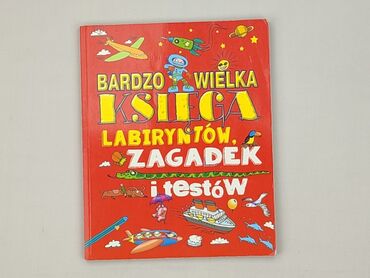 BARDZO WIELKA
KSIĘGA
LABIRYNTÓW,
ZAGADEK
i testów